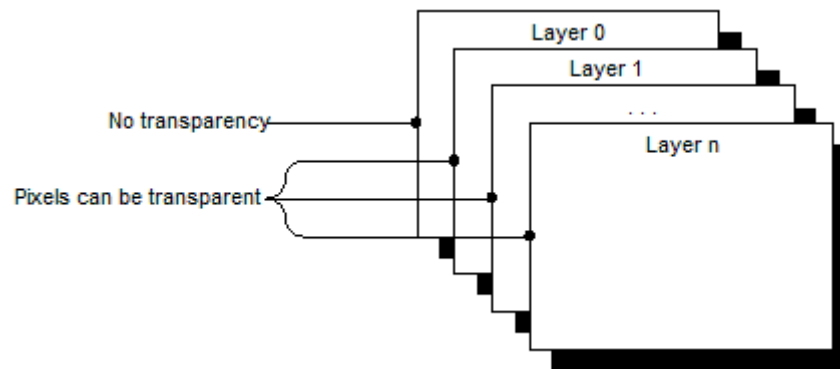 Layer 0
Layer 1
No transparency
. . .
Layer n
Pixels can be transparent